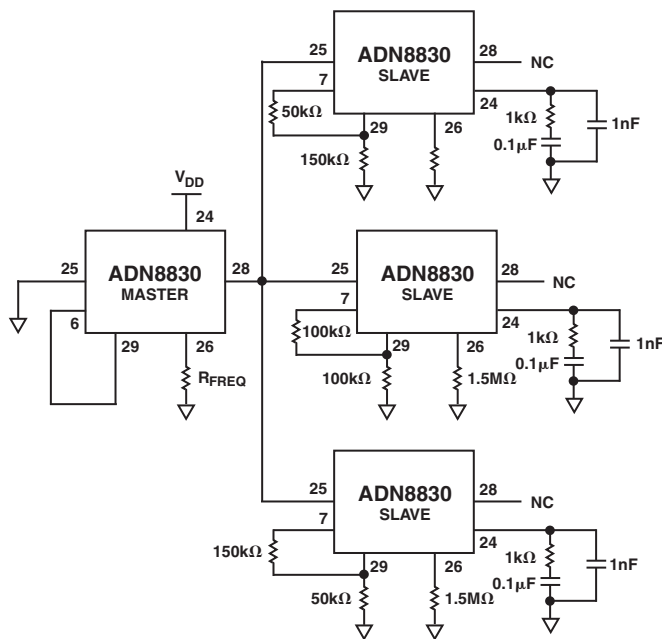 25
ADN8830
SLAVE
28
NC
7
24
50kΩ
29
26
1kΩ
1nF
0.1µF
150kΩ
VDD
24
25
ADN8830
MASTER
28
6
29
26
RFREQ
25
ADN8830
SLAVE
28
NC
7
24
100kΩ
29
26
1kΩ
1nF
0.1µF
100kΩ
1.5MΩ
25
ADN8830
SLAVE
28
NC
7
24
150kΩ
29
26
1kΩ
1nF
0.1µF
50kΩ
1.5MΩ